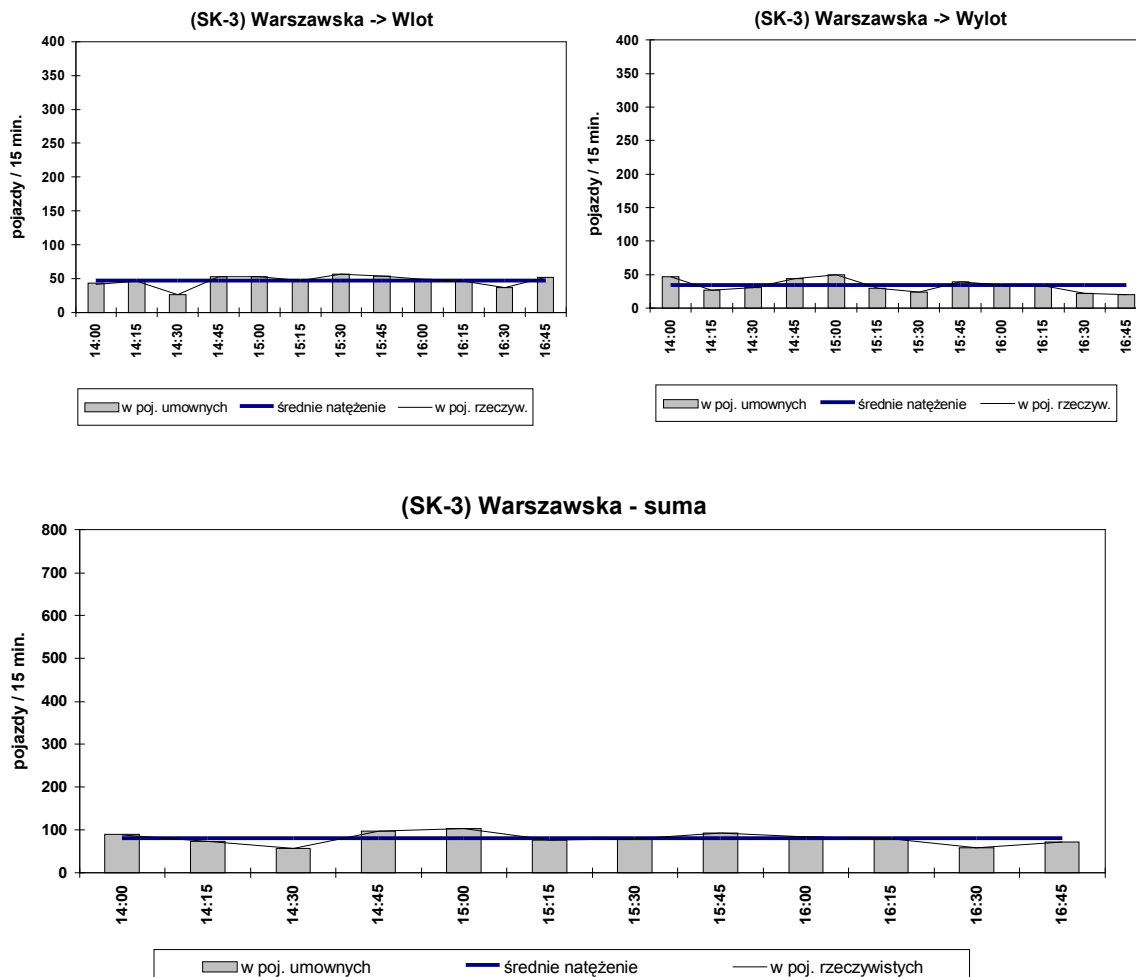 (SK-3) Warszawska -> Wlot
400
350
300
250
200
150
100
50
0
pojazdy / 15 min.
14:00 14:15 14:30 14:45 15:00 15:15 15:30 15:45 16:00 16:15 16:30 16:45
w poj. umownych średnie natężenie w poj. rzeczyw.
(SK-3) Warszawska -> Wylot
400
350
300
250
200
150
100
50
0
pojazdy / 15 min.
14:00 14:15 14:30 14:45 15:00 15:15 15:30 15:45 16:00 16:15 16:30 16:45
w poj. umownych średnie natężenie w poj. rzeczyw.
(SK-3) Warszawska - suma
800
700
600
500
400
300
200
100
0
pojazdy / 15 min.
14:00 14:15 14:30 14:45 15:00 15:15 15:30 15:45 16:00 16:15 16:30 16:45
w poj. umownych średnie natężenie w poj. rzeczywistych